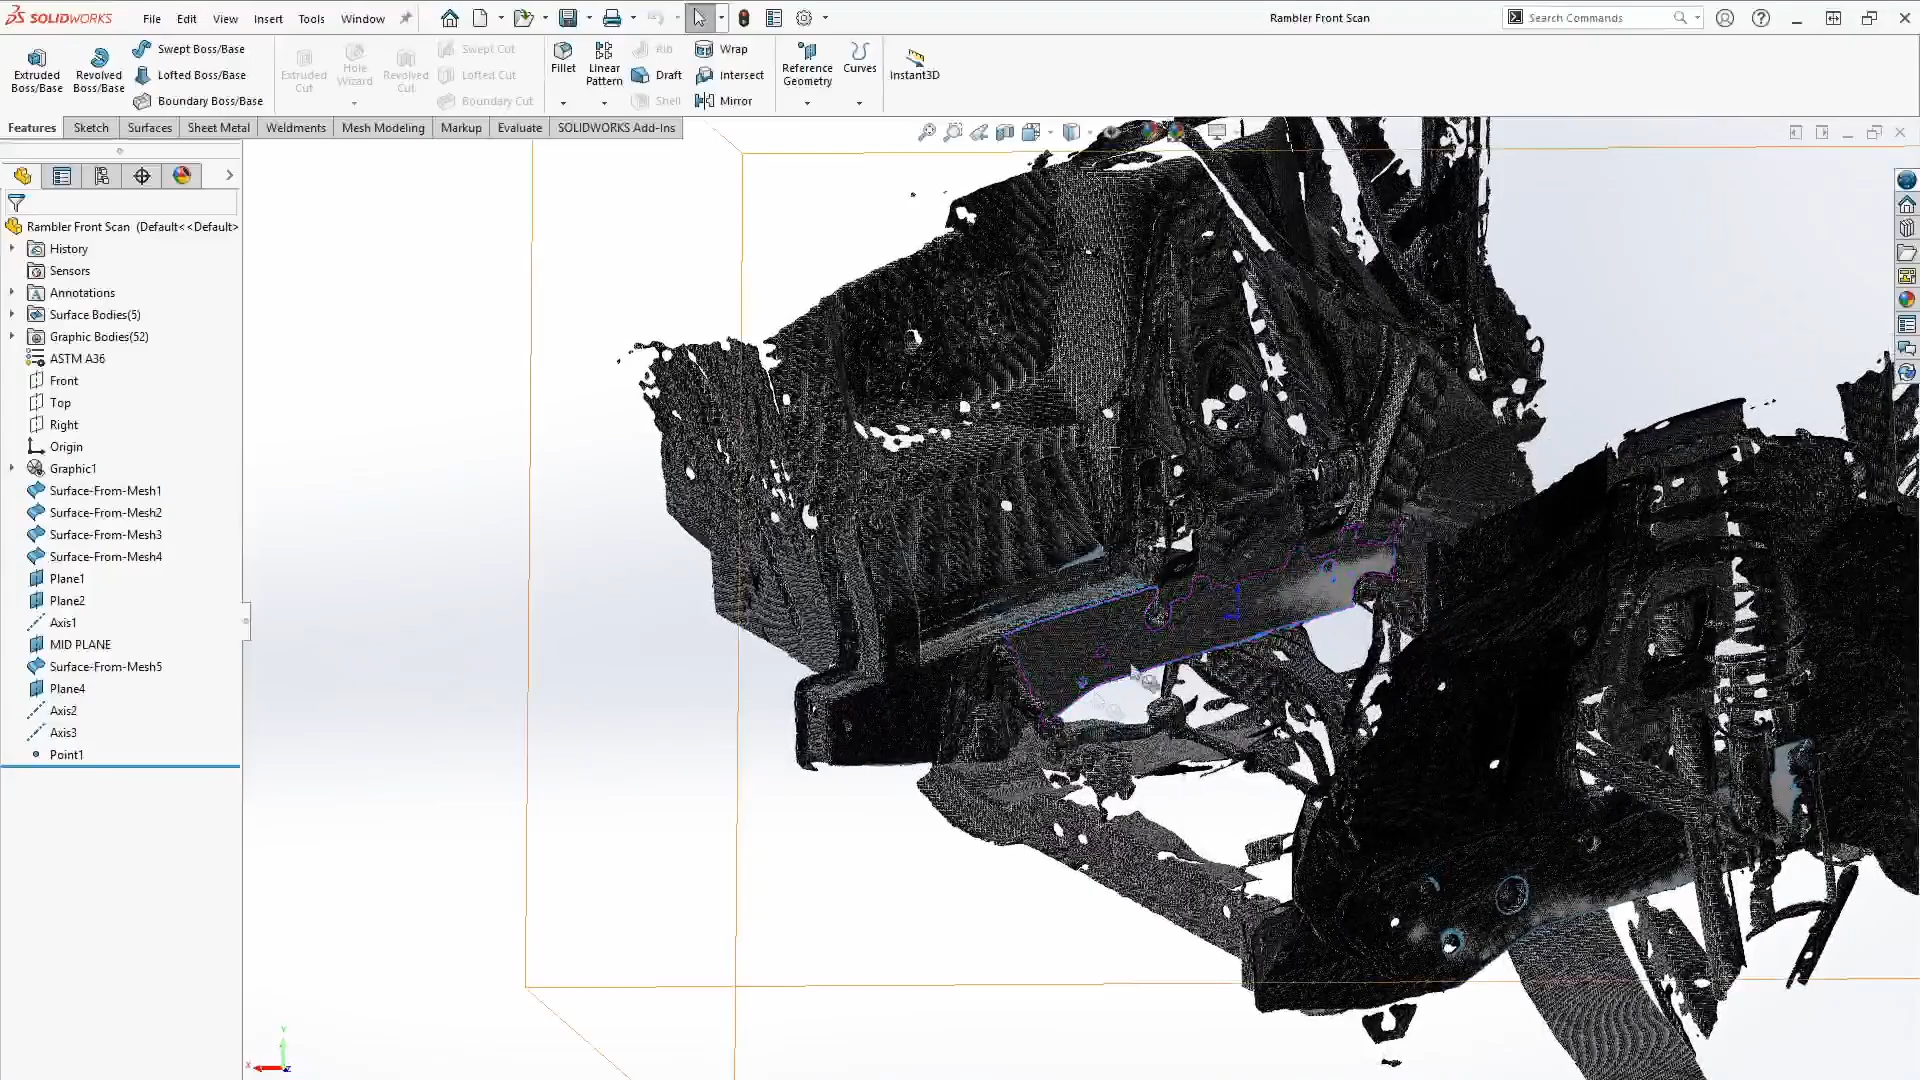 SOLIDWORKS
File
Edit
View
Insert
Tools
Window
Rambler Front Scan
Search Commands
Extruded
Boss/Base
Revolved
Boss/Base
Swept Boss/Base
Lofted Boss/Base
Boundary Boss/Base
Extruded
Cut
Hole
Wizard
Revolved
Cut
Swept Cut
Lofted Cut
Boundary Cut
Fillet
Linear
Pattern
Rib
Draft
Shell
Wrap
Intersect
Mirror
Reference
Geometry
Curves
Instant3D
Features
Sketch
Surfaces
Sheet Metal
Weldments
Mesh Modeling
Markup
Evaluate
SOLIDWORKS Add-Ins
Rambler Front Scan (Default<<Default>
History
Sensors
Annotations
Surface Bodies(5)
Graphic Bodies(52)
ASTM A36
Front
Top
Right
Origin
Graphic1
Surface-From-Mesh1
Surface-From-Mesh2
Surface-From-Mesh3
Surface-From-Mesh4
Plane1
Plane2
Axis1
MID PLANE
Surface-From-Mesh5
Plane4
Axis2
Axis3
Point1
Y
X
Z